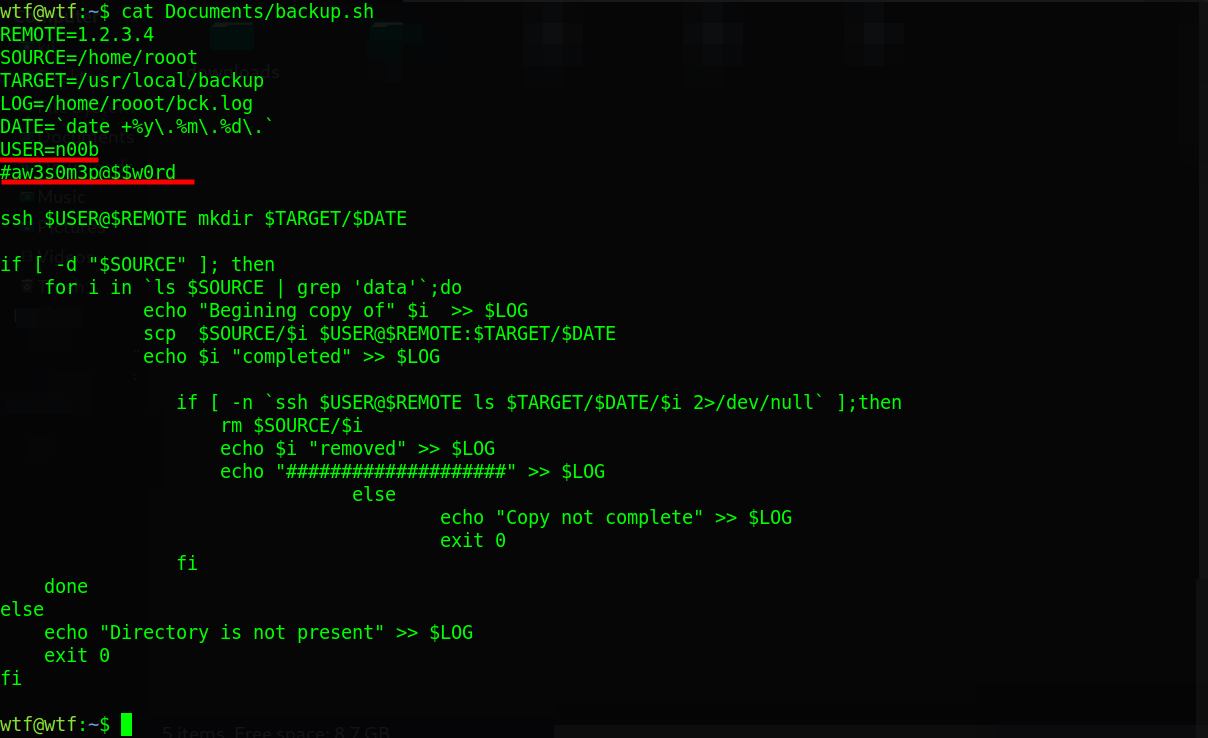 wtf@wtf:~$ cat Documents/backup.sh
REMOTE=1.2.3.4
SOURCE=/home/rooot
TARGET=/usr/local/backup
LOG=/home/rooot/bck.log
DATE=`date +%y\.%m\.%d\.`
USER=n00b
#aw3s0m3p@$$w0rd

ssh $USER@$REMOTE mkdir $TARGET/$DATE

if [ -d "$SOURCE" ]; then
    for i in `ls $SOURCE | grep 'data'`;do
             echo "Begining copy of" $i  >> $LOG
             scp  $SOURCE/$i $USER@$REMOTE:$TARGET/$DATE
             echo $i "completed" >> $LOG

                if [ -n `ssh $USER@$REMOTE ls $TARGET/$DATE/$i 2>/dev/null` ];then
                    rm $SOURCE/$i
                    echo $i "removed" >> $LOG
                    echo "####################" >> $LOG
                                else
                                        echo "Copy not complete" >> $LOG
                                        exit 0
                fi
    done
else
    echo "Directory is not present" >> $LOG
    exit 0
fi

wtf@wtf:~$
Music
5 items, Free space: 8.7 GB